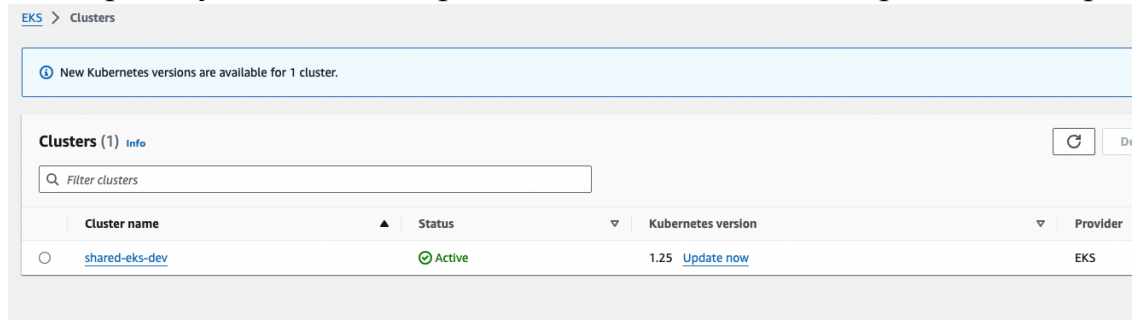 EKS > Clusters
New Kubernetes versions are available for 1 cluster.
Clusters (1) Info
Filter clusters
Cluster name Status Kubernetes version Provider
shared-eks-dev Active 1.25 Update now EKS